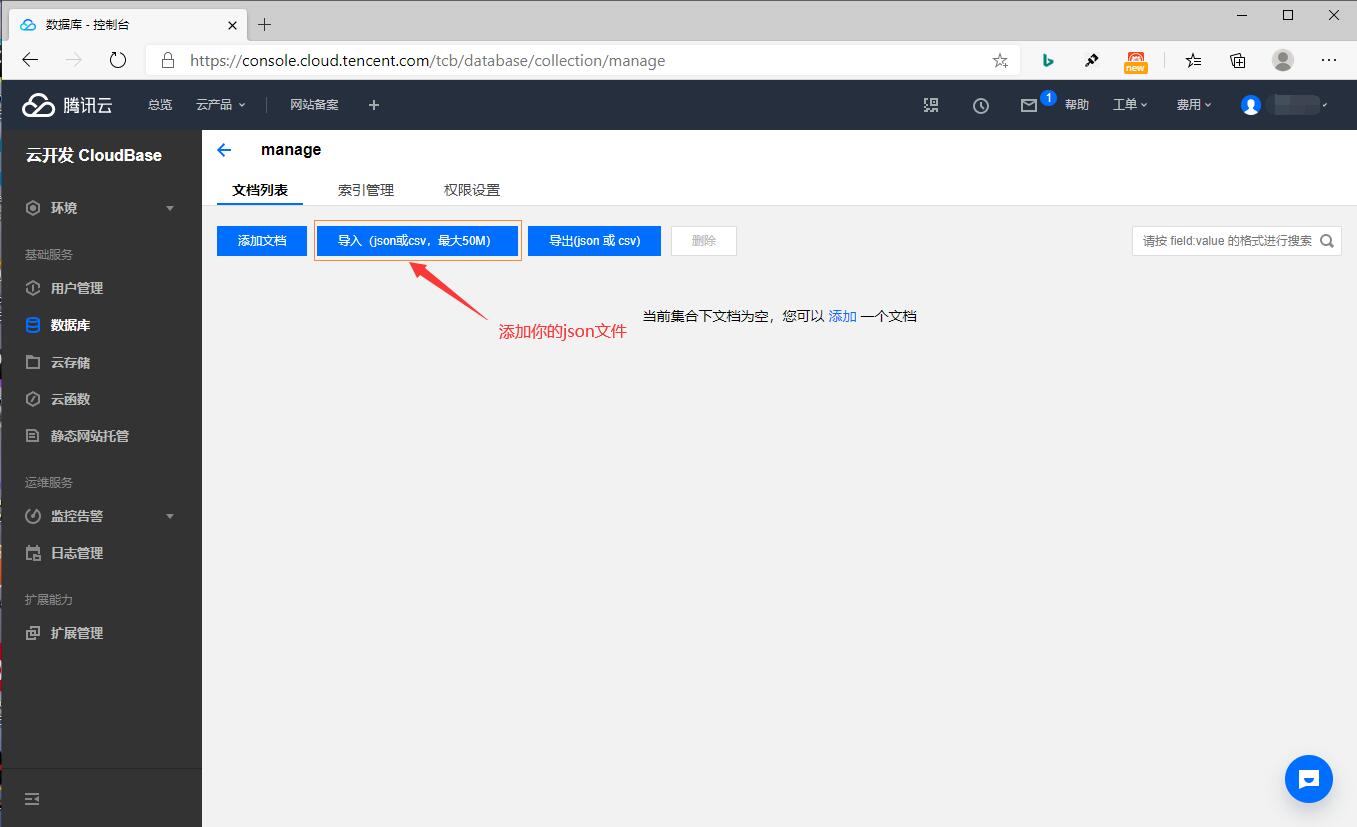 数据库 - 控制台
https://console.cloud.tencent.com/tcb/database/collection/manage
new
腾讯云 总览 云产品 网站备案 1 帮助 工单 费用
云开发 CloudBase
manage
文档列表 索引管理 权限设置
环境
添加文档 导入（json或csv，最大50M） 导出(json 或 csv) 删除 请按 field:value 的格式进行搜索
基础服务
用户管理
当前集合下文档为空，您可以 添加 一个文档
添加你的json文件
数据库
云存储
云函数
静态网站托管
运维服务
监控告警
日志管理
扩展能力
扩展管理